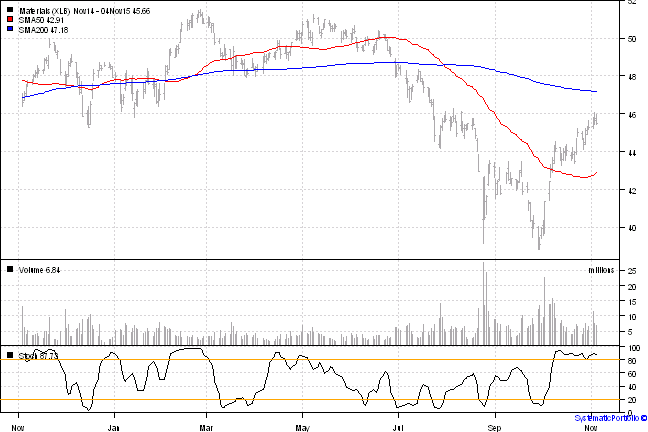 Materials (XLB) Nov14 - 04Nov15 45.66
SMA50 42.91
SMA200 47.18
52
50
48
46
44
42
40
Volume 6.84
millions
25
20
15
10
5
Stoch 87.73
100
80
60
40
20
0
Nov Jan Mar May Jul Sep Nov
SystematicPortfolio ©